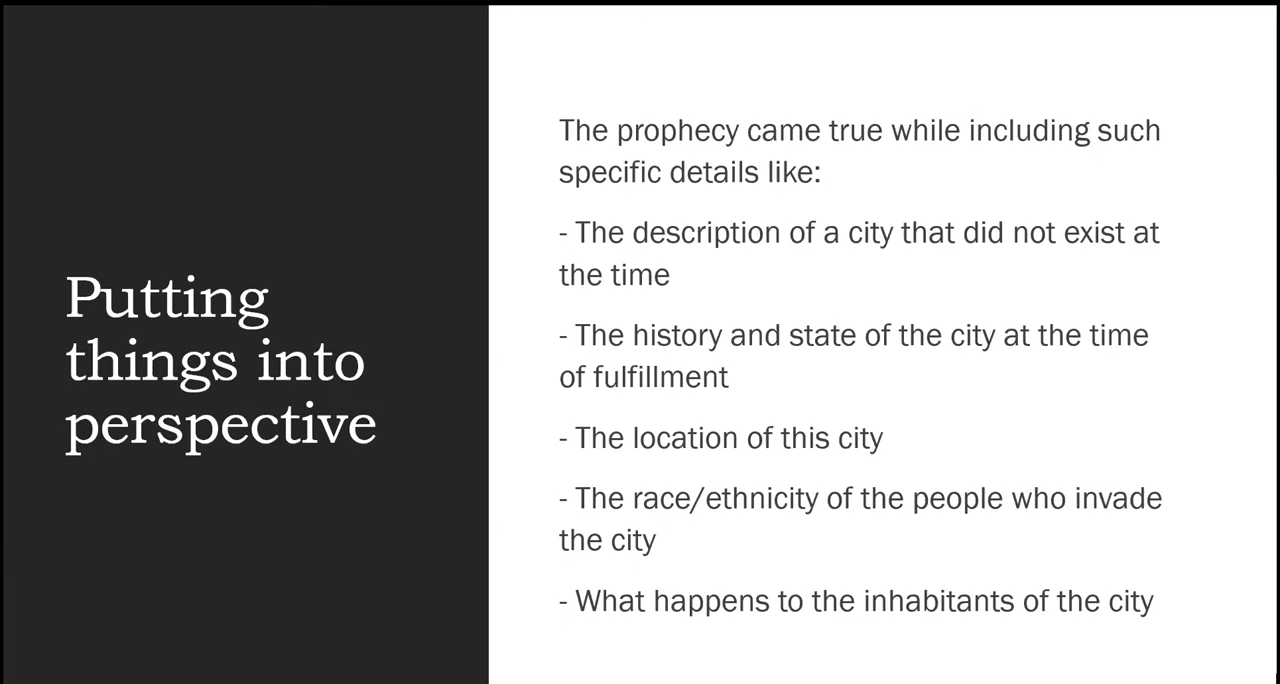 Putting
things into
perspective
The prophecy came true while including such
specific details like:
- The description of a city that did not exist at
the time
- The history and state of the city at the time
of fulfillment
- The location of this city
- The race/ethnicity of the people who invade
the city
- What happens to the inhabitants of the city